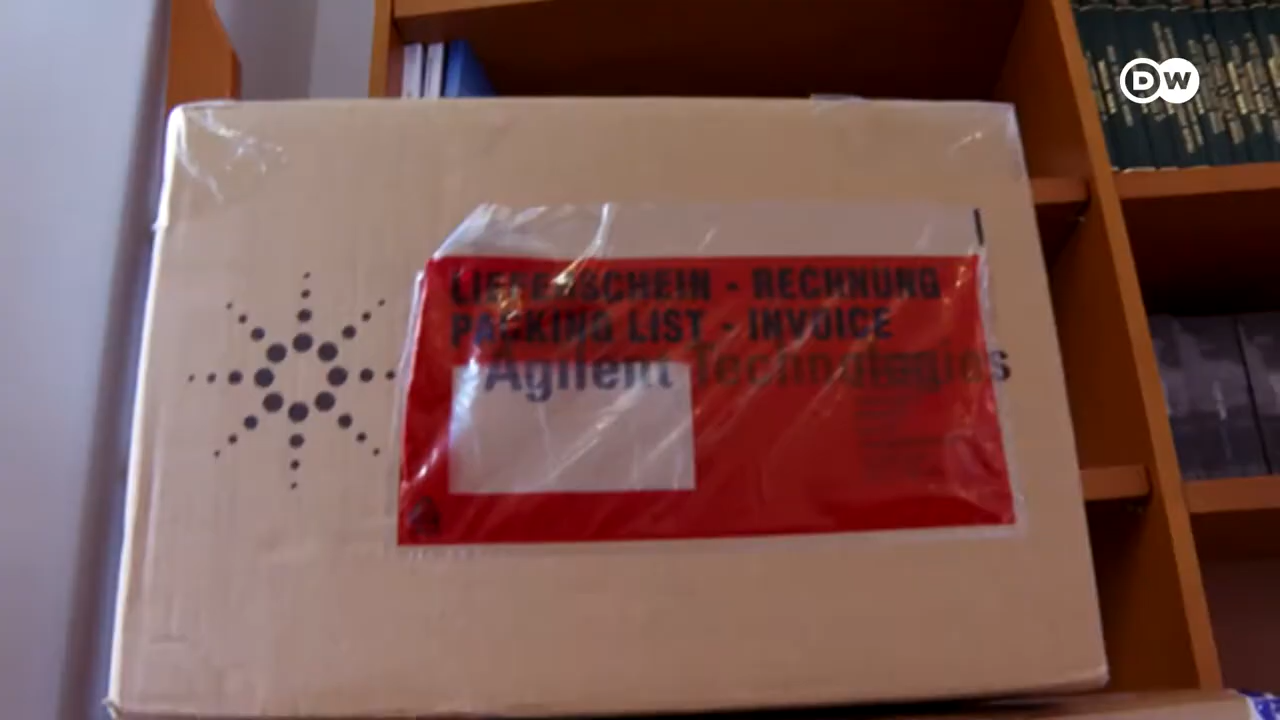 DW
LIEFERSCHEIN - RECHNUNG
PACKING LIST - INVOICE
Agilent Technologies